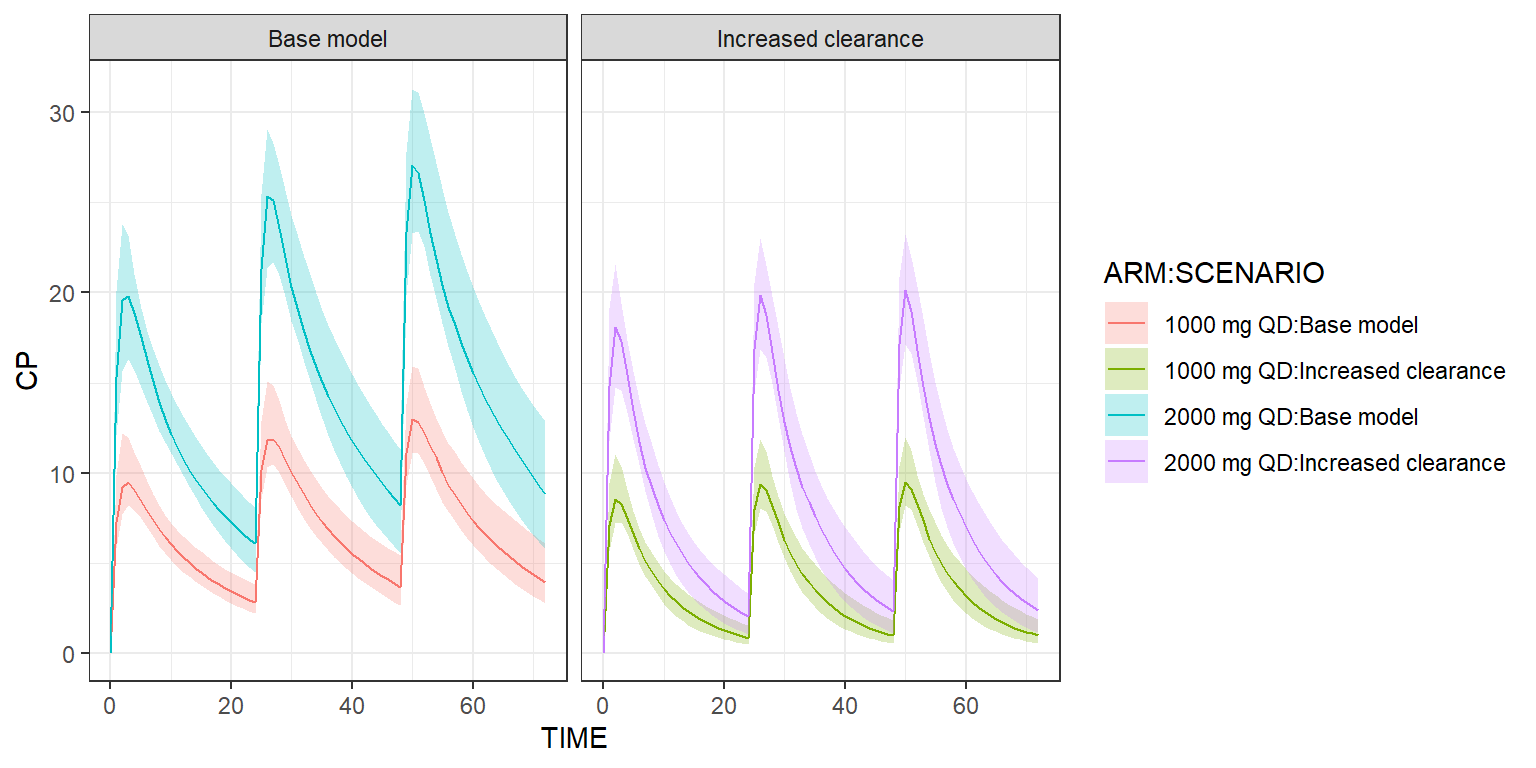 Base model
Increased clearance
30
20
10
0
CP
0 20 40 60
0 20 40 60
TIME
ARM:SCENARIO
1000 mg QD:Base model
1000 mg QD:Increased clearance
2000 mg QD:Base model
2000 mg QD:Increased clearance